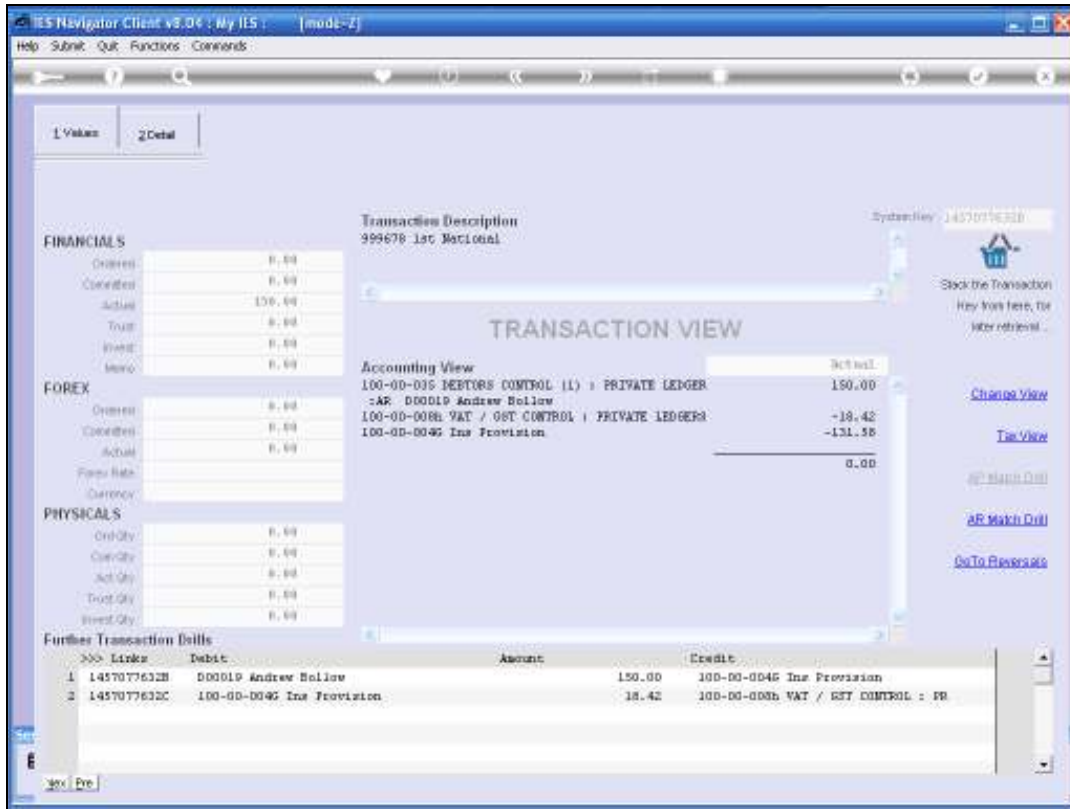 IES Navigator Client v8.04 : My IES : [mode-Z]
Help Submit Quit Functions Commands
1 Values 2 Detail
System Key 1457077632B
Transaction Description
999678 1st National
Stack the Transaction
Key from here, for
later retrieval ...
FINANCIALS
Ordered 0.00
Committed 0.00
Actual 150.00
Trust 0.00
Invest 0.00
Memo 0.00
TRANSACTION VIEW
Accounting View Actual
100-00-035 DEBTORS CONTROL (1) : PRIVATE LEDGER 150.00
:AR D00019 Andrew Bollow
100-00-008h VAT / GST CONTROL : PRIVATE LEDGERS -18.42
100-00-004G Ins Provision -131.58
0.00
Change View
Tax View
AP Match Drill
AR Match Drill
GoTo Reversals
FOREX
Ordered 0.00
Committed 0.00
Actual 0.00
Forex Rate
Currency
PHYSICALS
Ord Qty 0.00
Com Qty 0.00
Act Qty 0.00
Trust Qty 0.00
Invest Qty 0.00
Further Transaction Drills
>>> Links Debit Amount Credit
1 1457077632B D00019 Andrew Bollow 150.00 100-00-004G Ins Provision
2 1457077632C 100-00-004G Ins Provision 18.42 100-00-008h VAT / GST CONTROL : PR
Nex Pre